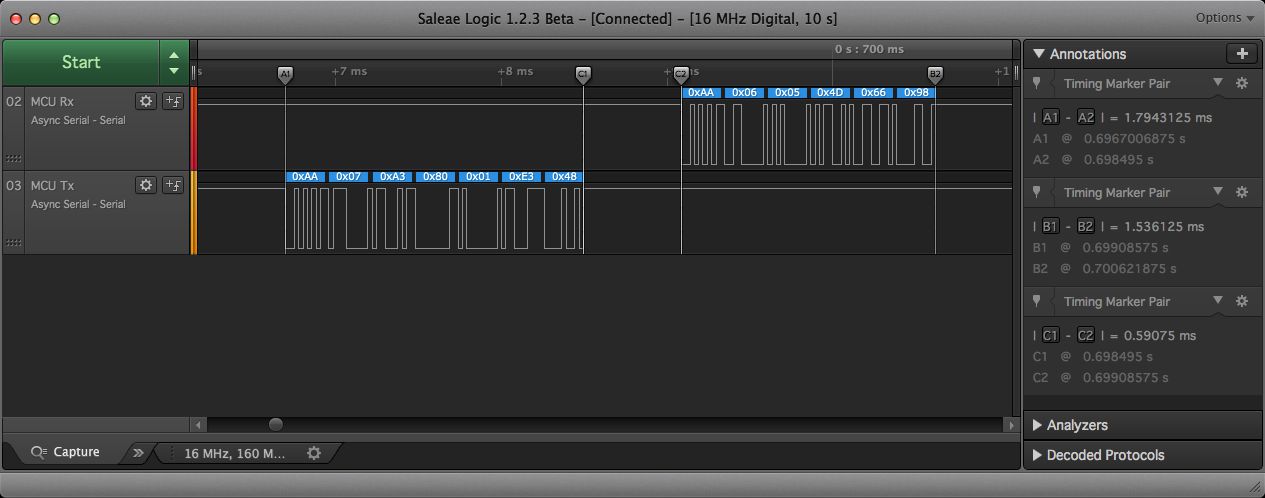 Saleae Logic 1.2.3 Beta – [Connected] – [16 MHz Digital, 10 s]
Options
Start
0 s : 700 ms
s
+7 ms
+8 ms
ms
+1
A1
C1
C2
B2
02 MCU Rx
Async Serial - Serial
0xAA 0x06 0x05 0x4D 0x66 0x98
03 MCU Tx
Async Serial - Serial
0xAA 0x07 0xA3 0x80 0x01 0xE3 0x48
Annotations
Timing Marker Pair
| A1 - A2 | = 1.7943125 ms
A1 @ 0.6967006875 s
A2 @ 0.698495 s
Timing Marker Pair
| B1 - B2 | = 1.536125 ms
B1 @ 0.69908575 s
B2 @ 0.700621875 s
Timing Marker Pair
| C1 - C2 | = 0.59075 ms
C1 @ 0.698495 s
C2 @ 0.69908575 s
Analyzers
Decoded Protocols
Capture
16 MHz, 160 M...